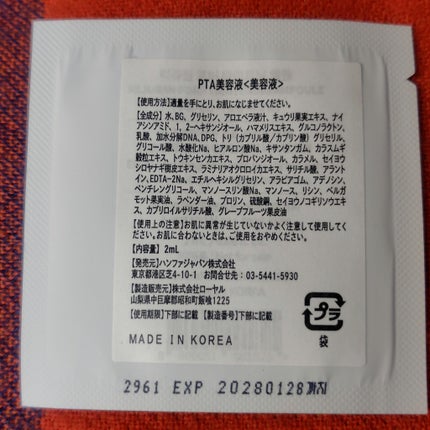 PTA美容液<美容液>
【使用方法】適量を手にとり、お肌になじませてください。
【全成分】水、BG、グリセリン、アロエベラ液汁、キュウリ果実エキス、ナイ
アシンアミド、1,2-ヘキサンジオール、ハマメリスエキス、グルコノラクトン、
乳酸、加水分解DNA、DPG、トリ(カプリル酸/カプリン酸)グリセリル、
グリコール酸、水酸化Na、ヒアルロン酸Na、キサンタンガム、カラスムギ
穀粒エキス、トウキンセンカエキス、プロパンジオール、カラメル、セイヨウ
シロヤナギ樹皮エキス、ラミナリアオクロロイカエキス、サリチル酸、アラント
イン、EDTA-2Na、エチルヘキシルグリセリン、アラビアゴム、アデノシン、
ペンチレングリコール、マンノースリン酸Na、マンノース、リシン、ベルガ
モット果実油、ラベンダー油、プロリン、硫酸銅、セイヨウノコギリソウエキ
ス、カプリロイルサリチル酸、グレープフルーツ果皮油
【使用上の注意】お肌に異常が生じていないかよく注意して使用してく
ださい。お肌に合わないときは、ご使用をおやめください。
【内容量】2mL
【発売元】ハンファジャパン株式会社
東京都港区芝4-10-1 お問合せ先:03-5441-5930
【製造販売元】株式会社ローヤル
山梨県中巨摩郡昭和町飯喰1225
【使用期限】下部に記載 【製造番号】下部に記載
MADE IN KOREA
プラ
袋
2961 EXP 20280128까지